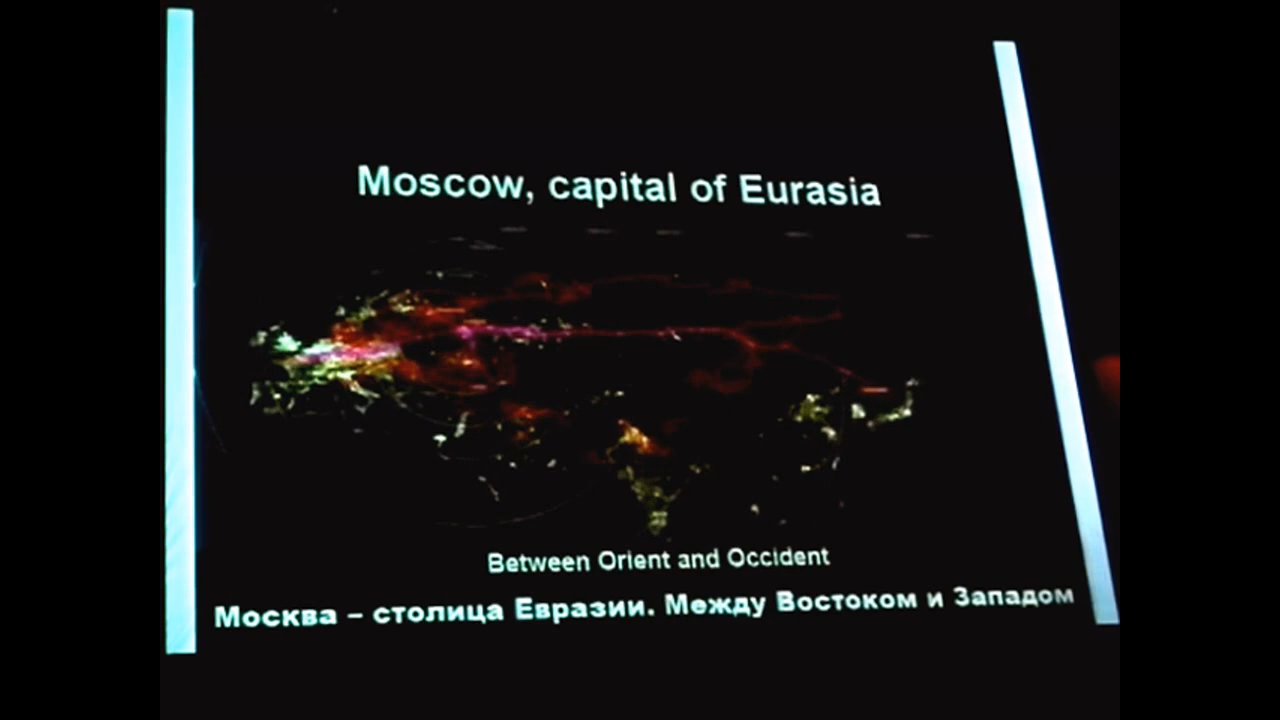 Moscow, capital of Eurasia
Between Orient and Occident
Москва – столица Евразии. Между Востоком и Западом